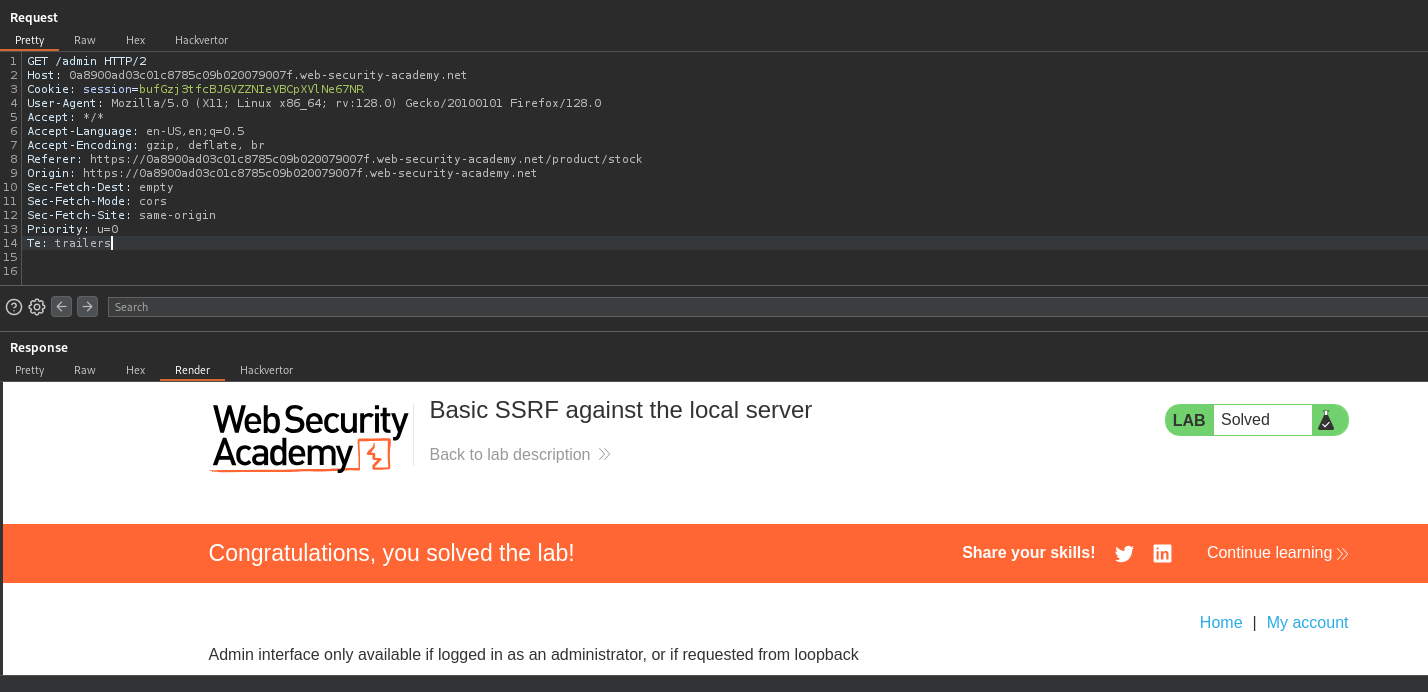 Request
Pretty Raw Hex Hackvertor
1 GET /admin HTTP/2
2 Host: 0a8900ad03c01c8785c09b020079007f.web-security-academy.net
3 Cookie: session=bufGzj3tfcBJ6VZZNIeVBCpXVlNe67NR
4 User-Agent: Mozilla/5.0 (X11; Linux x86_64; rv:128.0) Gecko/20100101 Firefox/128.0
5 Accept: */*
6 Accept-Language: en-US,en;q=0.5
7 Accept-Encoding: gzip, deflate, br
8 Referer: https://0a8900ad03c01c8785c09b020079007f.web-security-academy.net/product/stock
9 Origin: https://0a8900ad03c01c8785c09b020079007f.web-security-academy.net
10 Sec-Fetch-Dest: empty
11 Sec-Fetch-Mode: cors
12 Sec-Fetch-Site: same-origin
13 Priority: u=0
14 Te: trailers
15
16
Search
Response
Pretty Raw Hex Render Hackvertor
Web Security
Academy
Basic SSRF against the local server
Back to lab description
LAB Solved
Congratulations, you solved the lab!
Share your skills!
Continue learning
Home | My account
Admin interface only available if logged in as an administrator, or if requested from loopback